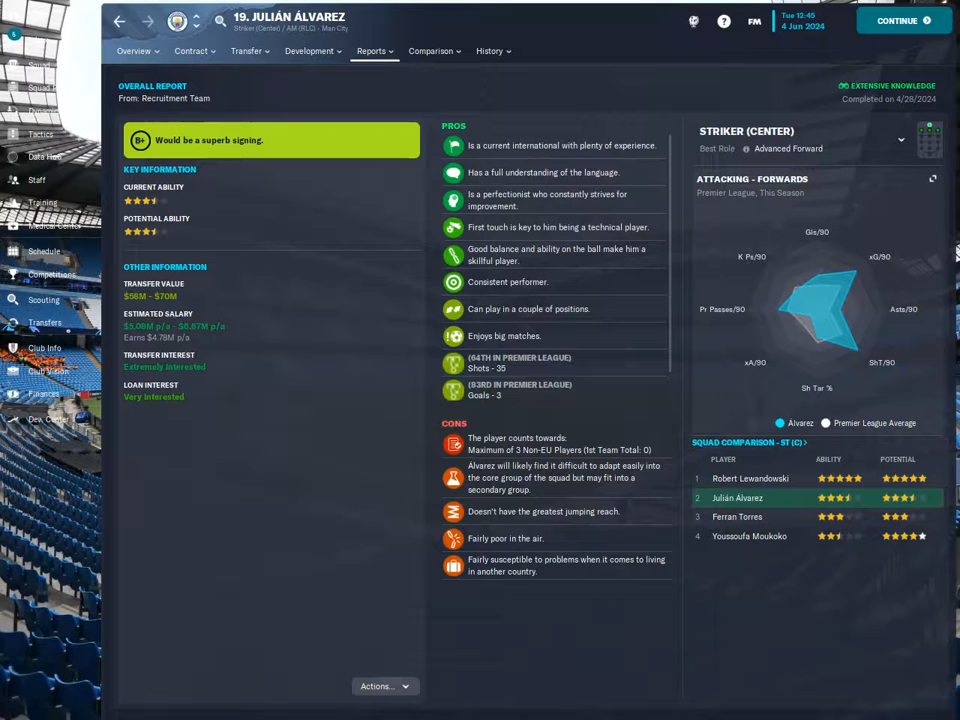 19. JULIÁN ÁLVAREZ
Striker (Center) / AM (RLC) - Man City
FM
Tue 12:45
4 Jun 2024
CONTINUE
5
Overview
Contract
Transfer
Development
Reports
Comparison
History
Squad
Tactics
Data Hub
Staff
Training
Medical Center
Schedule
Competitions
Scouting
Transfers
Club Info
Club Vision
Finances
Dev. Center
OVERALL REPORT
From: Recruitment Team
EXTENSIVE KNOWLEDGE
Completed on 4/28/2024
B+ Would be a superb signing.
KEY INFORMATION
CURRENT ABILITY
POTENTIAL ABILITY
OTHER INFORMATION
TRANSFER VALUE
$58M - $70M
ESTIMATED SALARY
$5.08M p/a - $6.67M p/a
Earns $4.78M p/a
TRANSFER INTEREST
Extremely Interested
LOAN INTEREST
Very Interested
Actions...
PROS
Is a current international with plenty of experience.
Has a full understanding of the language.
Is a perfectionist who constantly strives for
improvement.
First touch is key to him being a technical player.
Good balance and ability on the ball make him a
skillful player.
Consistent performer.
Can play in a couple of positions.
Enjoys big matches.
(64TH IN PREMIER LEAGUE)
Shots - 35
(83RD IN PREMIER LEAGUE)
Goals - 3
CONS
The player counts towards:
Maximum of 3 Non-EU Players (1st Team Total: 0)
Álvarez will likely find it difficult to adapt easily into
the core group of the squad but may fit into a
secondary group.
Doesn't have the greatest jumping reach.
Fairly poor in the air.
Fairly susceptible to problems when it comes to living
in another country.
STRIKER (CENTER)
Best Role Advanced Forward
ATTACKING - FORWARDS
Premier League, This Season
Gls/90
K Ps/90
xG/90
Pr Passes/90
Asts/90
xA/90
ShT/90
Sh Tar %
Álvarez
Premier League Average
SQUAD COMPARISON - ST (C) >
PLAYER ABILITY POTENTIAL
1 Robert Lewandowski
2 Julián Álvarez
3 Ferran Torres
4 Youssoufa Moukoko